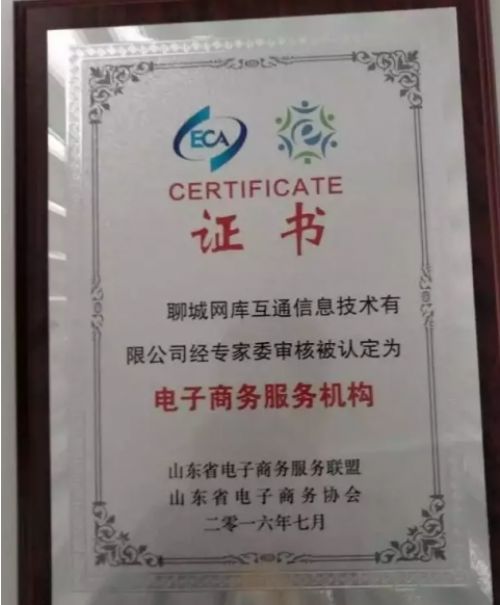 ECA
CERTIFICATE
证书
聊城网库互通信息技术有
限公司经专家委审核被认定为
电子商务服务机构
山东省电子商务服务联盟
山东省电子商务协会
二零一六年七月